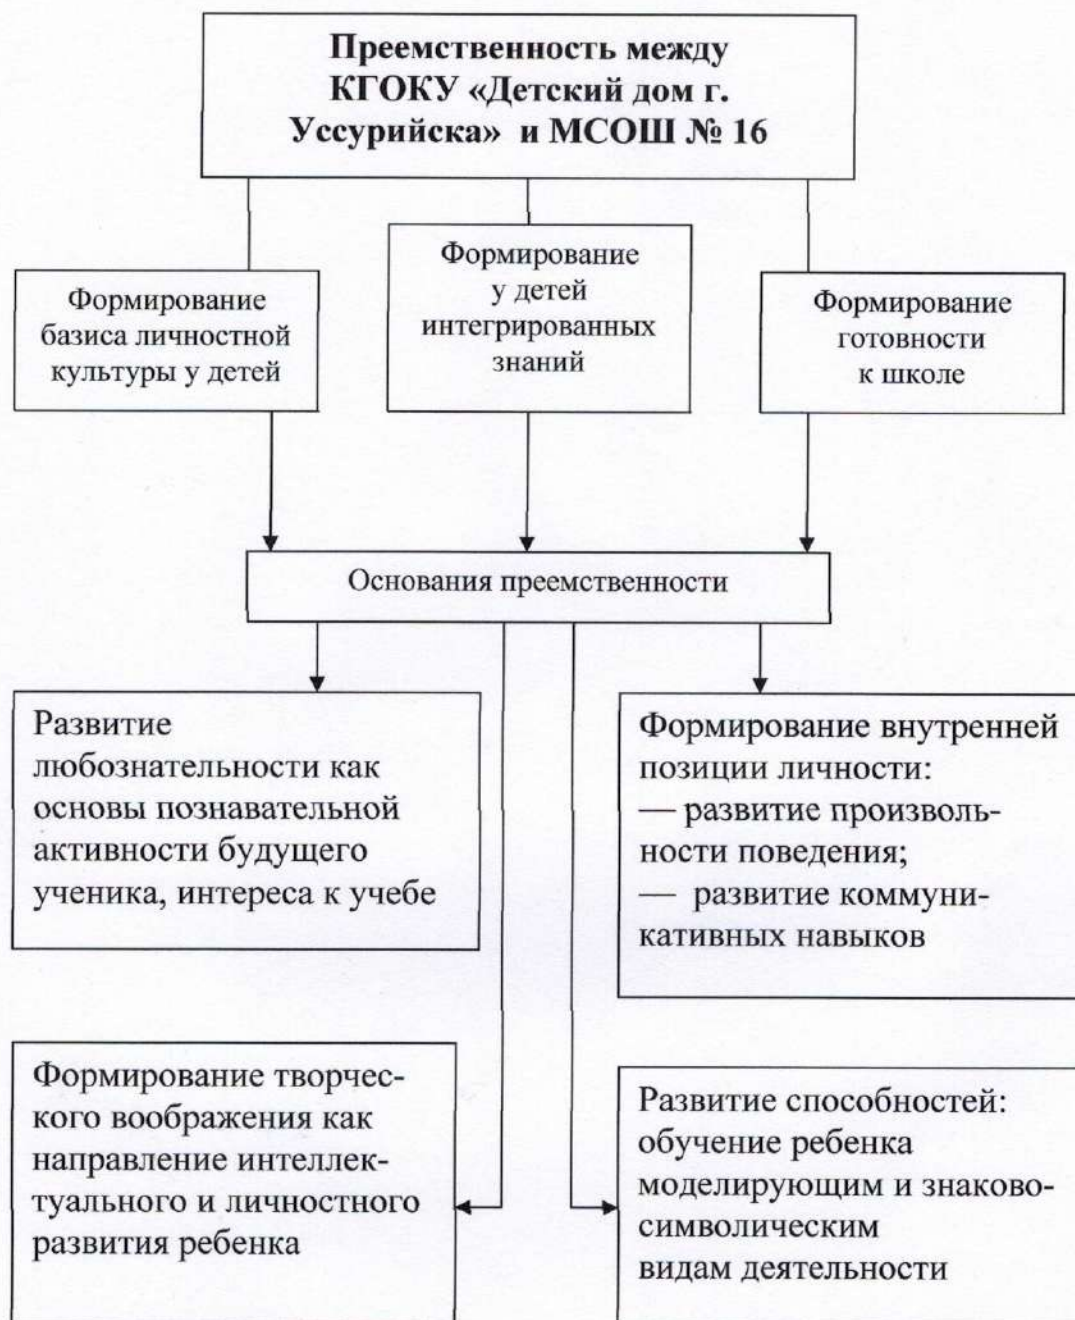 Преемственность между
КГОКУ «Детский дом г.
Уссурийска» и МСОШ № 16
Формирование
базиса личностной
культуры у детей
Формирование
у детей
интегрированных
знаний
Формирование
готовности
к школе
Основания преемственности
Развитие
любознательности как
основы познавательной
активности будущего
ученика, интереса к учебе
Формирование внутренней
позиции личности:
— развитие произволь-
ности поведения;
— развитие коммуни-
кативных навыков
Формирование творчес-
кого воображения как
направление интеллек-
туального и личностного
развития ребенка
Развитие способностей:
обучение ребенка
моделирующим и знаково-
символическим
видам деятельности